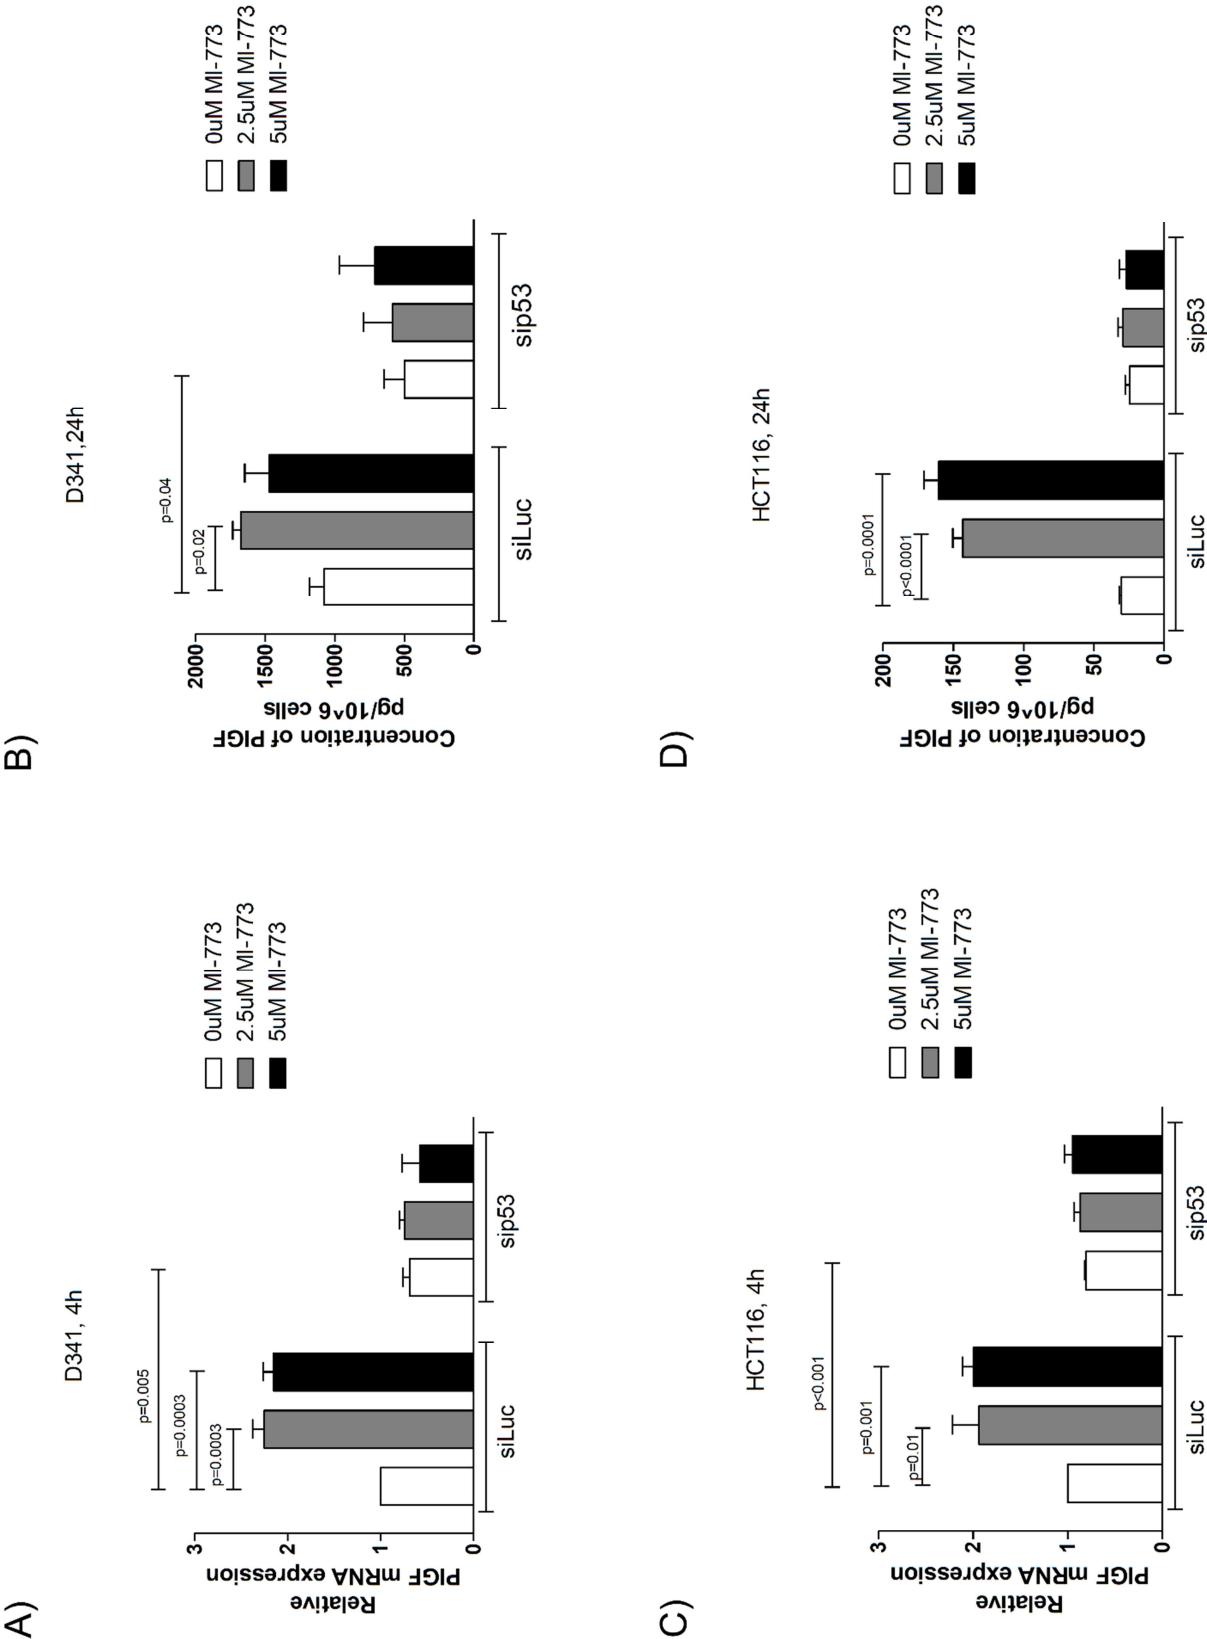 A)
D341, 4h
Relative
PlGF mRNA expression
3
2
1
0
p=0.005
p=0.0003
p=0.0003
siLuc
sip53
0uM MI-773
2.5uM MI-773
5uM MI-773
B)
D341,24h
Concentration of PlGF
pg/10^6 cells
2000
1500
1000
500
0
p=0.04
p=0.02
siLuc
sip53
0uM MI-773
2.5uM MI-773
5uM MI-773
C)
HCT116, 4h
Relative
PlGF mRNA expression
3
2
1
0
p<0.001
p=0.001
p=0.01
siLuc
sip53
0uM MI-773
2.5uM MI-773
5uM MI-773
D)
HCT116, 24h
Concentration of PlGF
pg/10^6 cells
200
150
100
50
0
p=0.0001
p<0.0001
siLuc
sip53
0uM MI-773
2.5uM MI-773
5uM MI-773